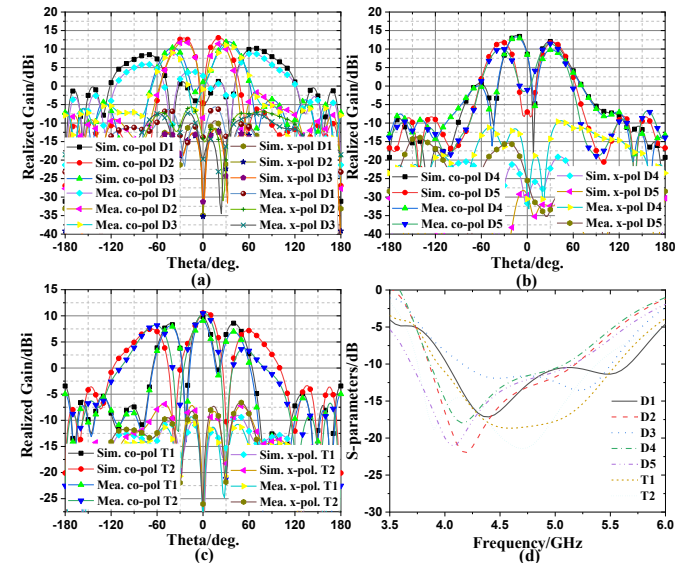 Realized Gain/dBi
15
10
5
0
-5
-10
-15
20
25
30
35
40
Sim. co-pol D1
Sim. co-pol D2
Sim. co-pol D3
Mea. co-pol D1
Mea. co-pol D2
Mea. co-pol D3
Sim. x-pol D1
Sim. x-pol D2
Sim. x-pol D3
Mea. x-pol D1
Mea. x-pol D2
Mea. x-pol D3
-180 -120 -60 0 60 120 180
Theta/deg.
(a)
Realized Gain/dBi
20
15
10
5
0
-5
-10
-15
-20
25
30
35
40
Sim. co-pol D4
Sim. co-pol D5
Mea. co-pol D4
Mea. co-pol D5
Sim. x-pol D4
Sim. x-pol D5
Mea. x-pol D4
Mea. x-pol D5
-180 -120 -60 0 60 120 180
Theta/deg.
(b)
Realized Gain/dBi
15
10
5
0
-5
-10
-15
-20
-25
Sim. co-pol T1
Sim. co-pol T2
Mea. co-pol T1
Mea. co-pol T2
Sim. x-pol. T1
Sim. x-pol. T2
Mea. x-pol. T1
Mea. x-pol. T2
-180 -120 -60 0 60 120 180
Theta/deg.
(c)
S-parameters/dB
0
-5
-10
-15
-20
-25
-30
D1
D2
D3
D4
D5
T1
T2
3.5 4.0 4.5 5.0 5.5 6.0
Frequency/GHz
(d)